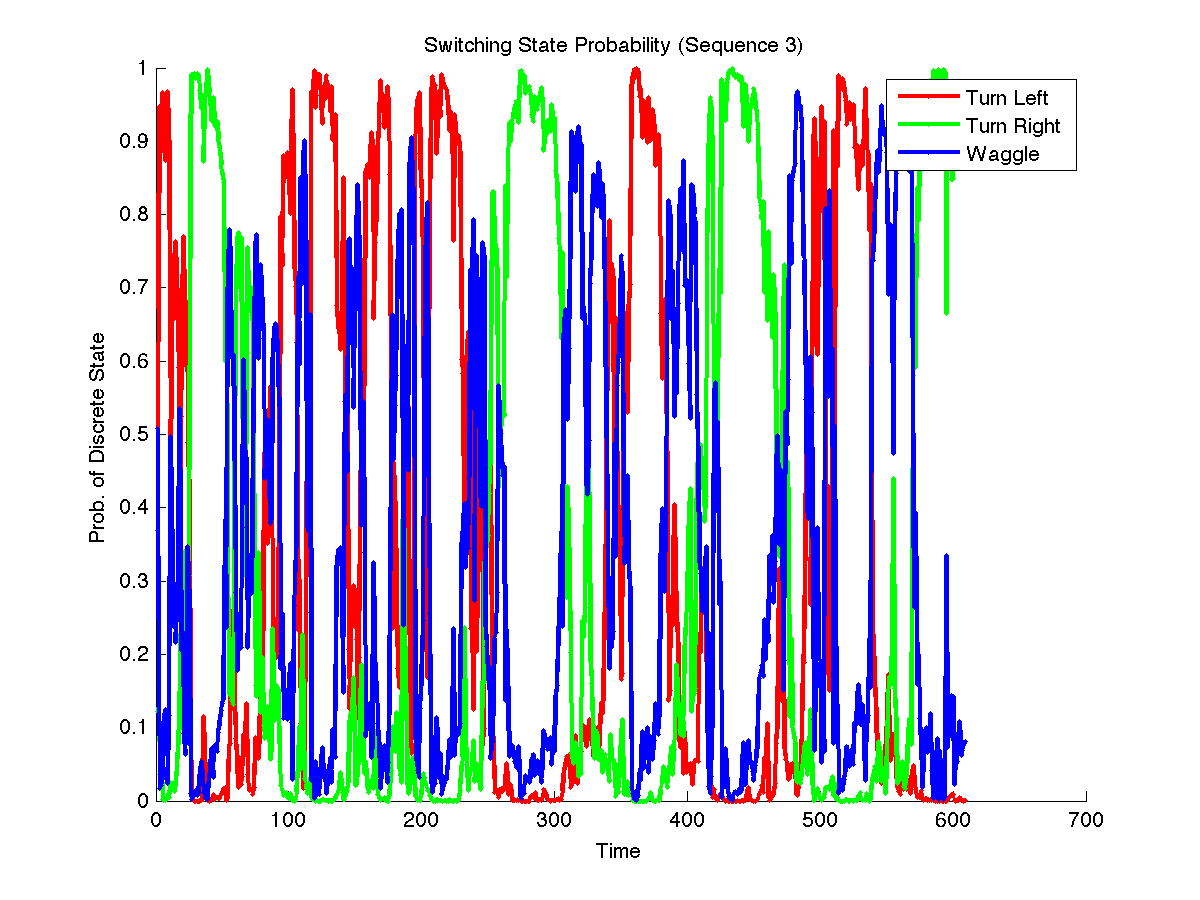 Switching State Probability (Sequence 3)
1
0.9
0.8
0.7
0.6
0.5
0.4
0.3
0.2
0.1
0
Prob. of Discrete State
Turn Left
Turn Right
Waggle
0 100 200 300 400 500 600 700
Time